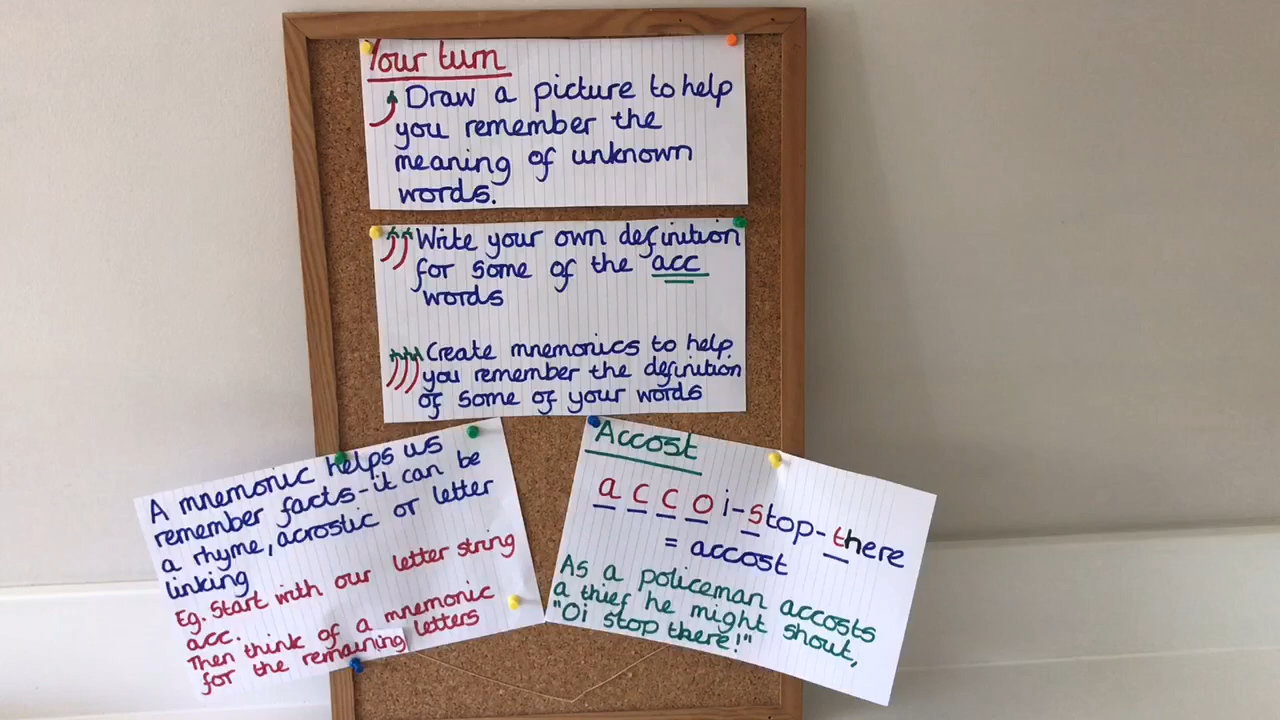 Your turn
Draw a picture to help
you remember the
meaning of unknown
words.
Write your own definition
for some of the acc
words
Create mnemonics to help
you remember the definition
of some of your words
A mnemonic helps us
remember facts - it can be
a rhyme, acrostic or letter
linking
Eg. Start with our letter string
acc.
Then think of a mnemonic
for the remaining letters
Accost
a c c o i-stop-there
= accost
As a policeman accosts
a thief he might shout,
"Oi stop there!"